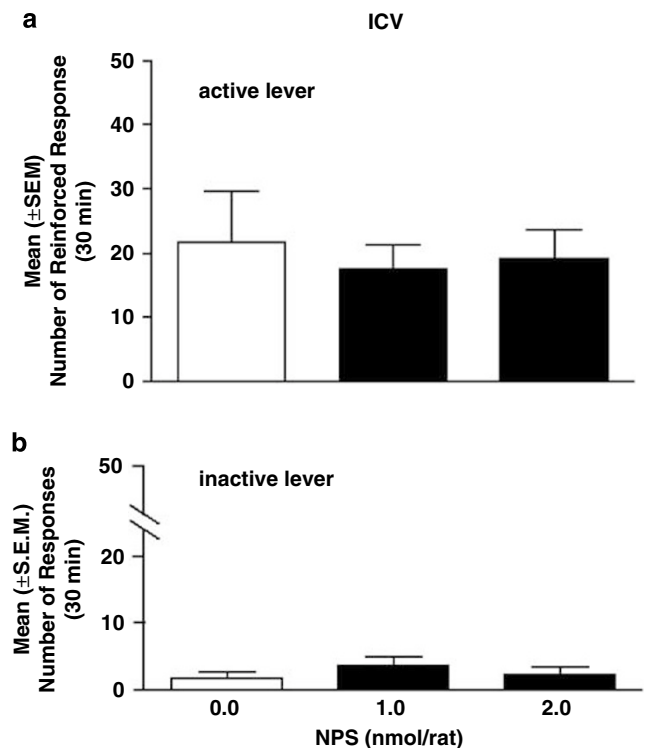 a
ICV
Mean (±SEM)
Number of Reinforced Response
(30 min)
50
40
30
20
10
0
active lever
b
Mean (±S.E.M.)
Number of Responses
(30 min)
50
20
10
0
inactive lever
0.0 1.0 2.0
NPS (nmol/rat)